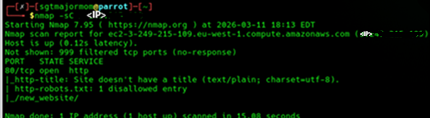 [x]-[sgtmajormom@parrot]-[~]
$nmap -sC <IP>
Starting Nmap 7.95 ( https://nmap.org ) at 2026-03-11 18:13 EDT
Nmap scan report for ec2-3-249-215-109.eu-west-1.compute.amazonaws.com (
Host is up (0.12s latency).
Not shown: 999 filtered tcp ports (no-response)
PORT   STATE SERVICE
80/tcp open  http
|_http-title: Site doesn't have a title (text/plain; charset=utf-8).
| http-robots.txt: 1 disallowed entry
|_/new_website/
Nmap done: 1 IP address (1 host up) scanned in 15.08 seconds